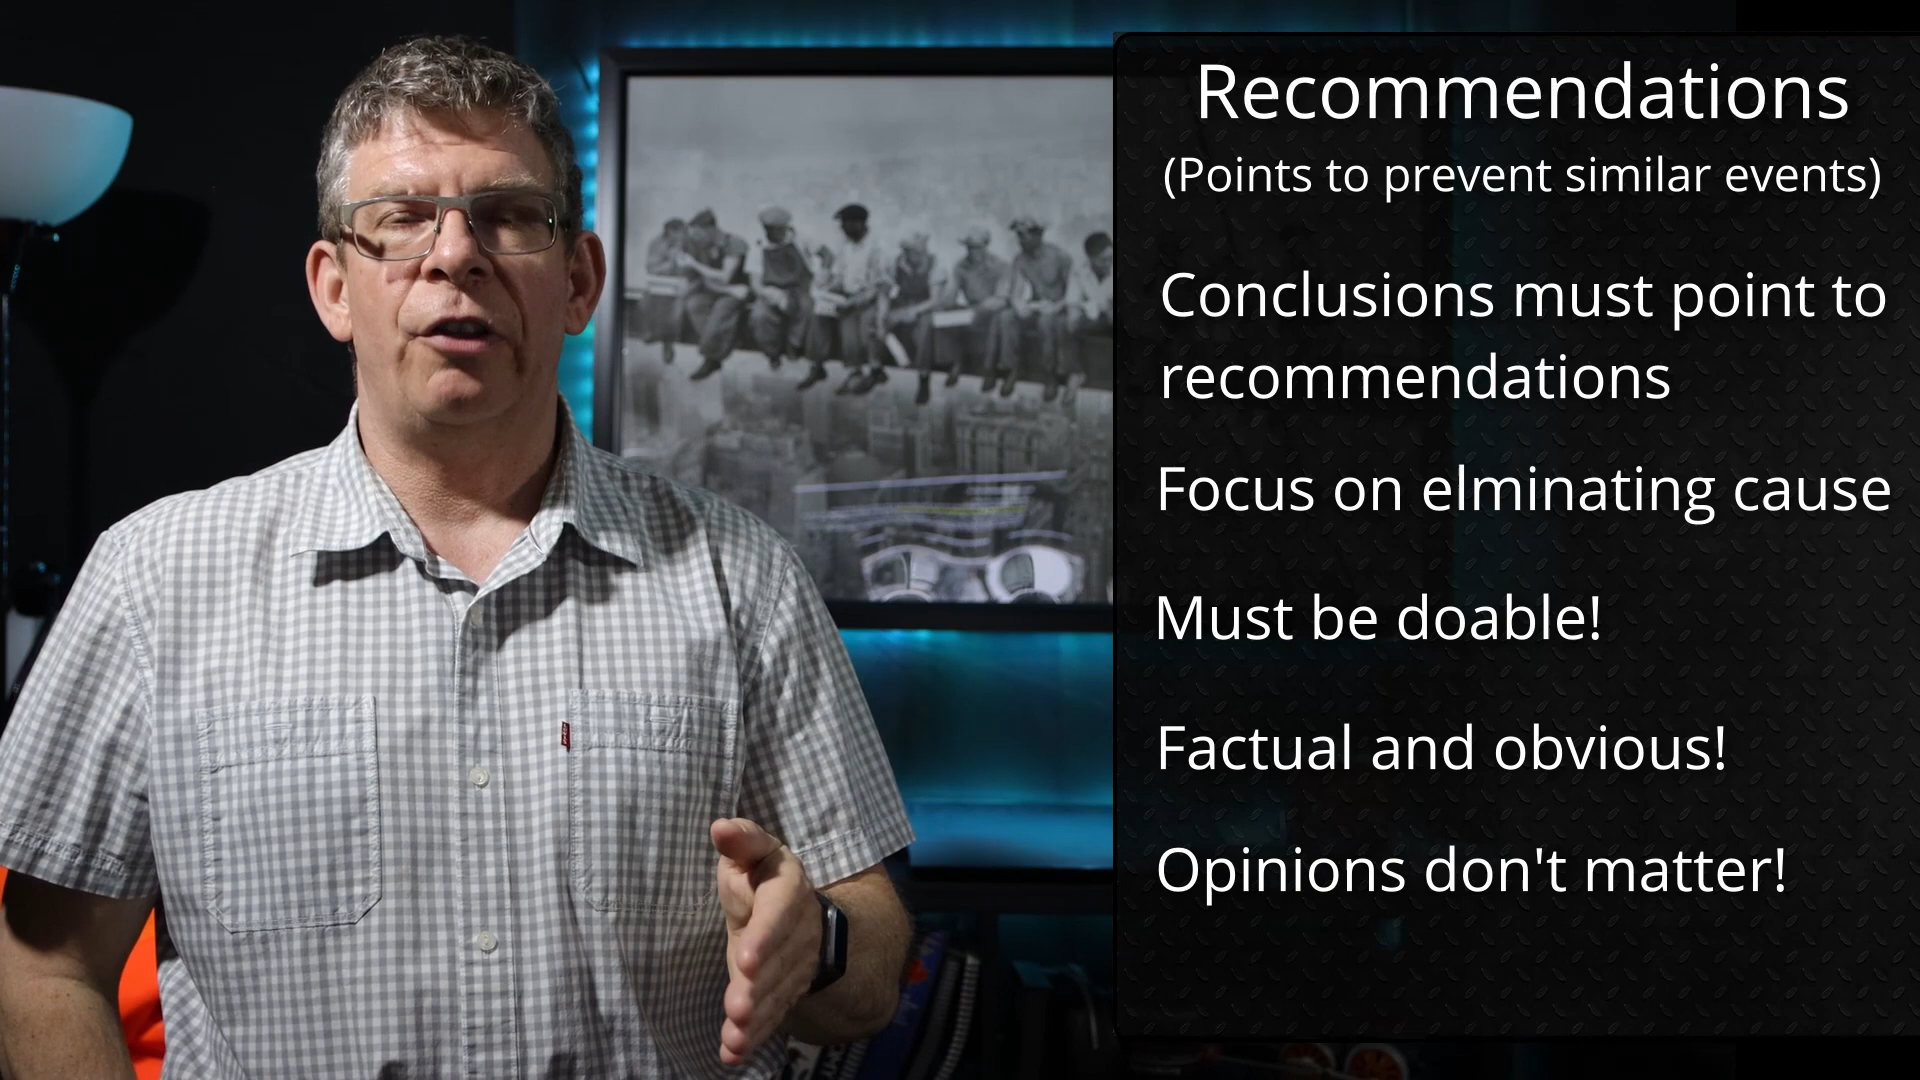 Recommendations
(Points to prevent similar events)
Conclusions must point to
recommendations
Focus on elminating cause
Must be doable!
Factual and obvious!
Opinions don't matter!